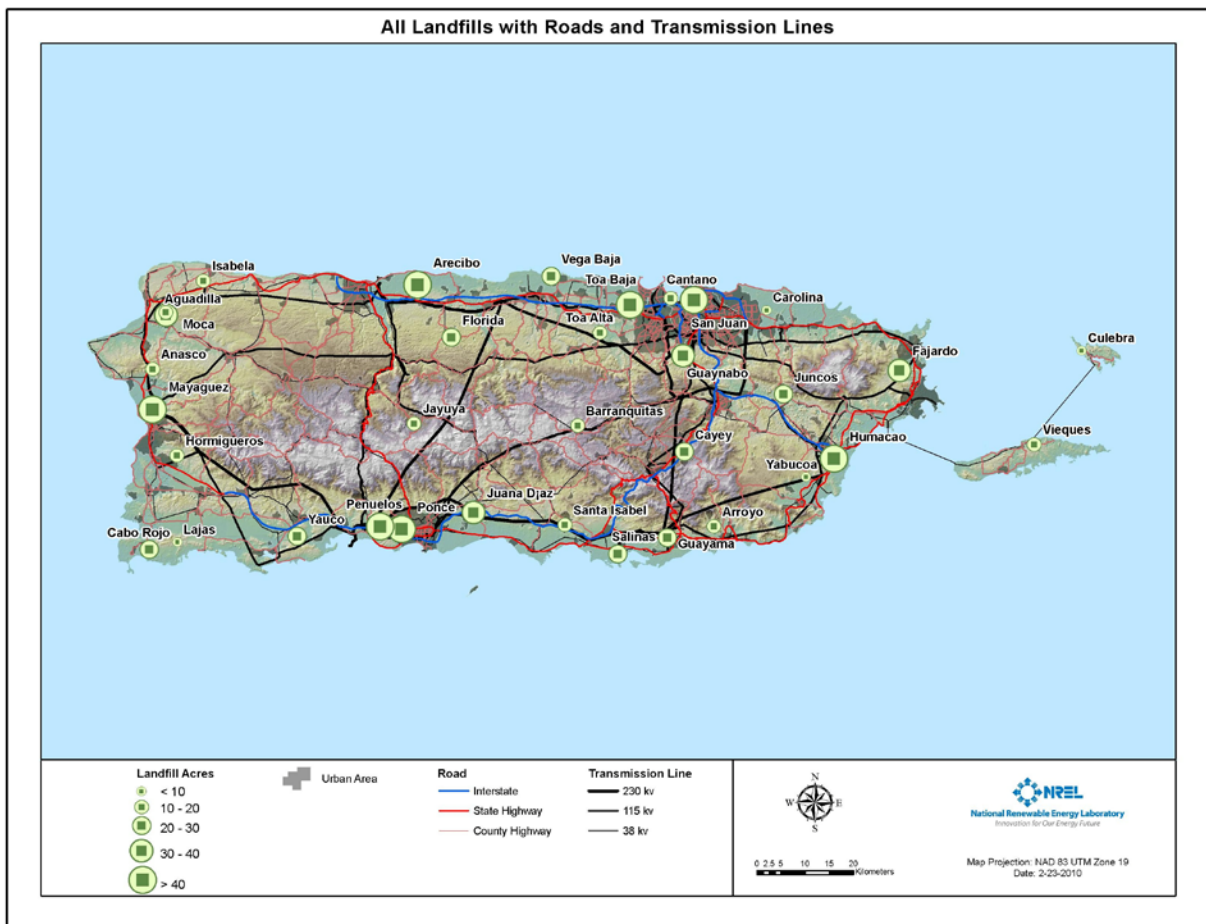 All Landfills with Roads and Transmission Lines
Isabela
Arecibo
Vega Baja
Toa Baja
Cantano
Carolina
Aguadilla
Moca
Florida
Toa Alta
San Juan
Culebra
Anasco
Fajardo
Mayaguez
Guaynabo
Juncos
Jayuya
Barranquitas
Hormigueros
Cayey
Humacao
Vieques
Yabucoa
Penuelos
Ponce
Juana D¡az
Santa Isabel
Arroyo
Cabo Rojo
Lajas
Yauco
Salinas
Guayama
Landfill Acres
< 10
10 - 20
20 - 30
30 - 40
> 40
Urban Area
Road
Interstate
State Highway
County Highway
Transmission Line
230 kv
115 kv
38 kv
N
W E
S
0 2.5 5 10 15 20
Kilometers
NREL
National Renewable Energy Laboratory
Innovation for Our Energy Future
Map Projection: NAD 83 UTM Zone 19
Date: 2-23-2010